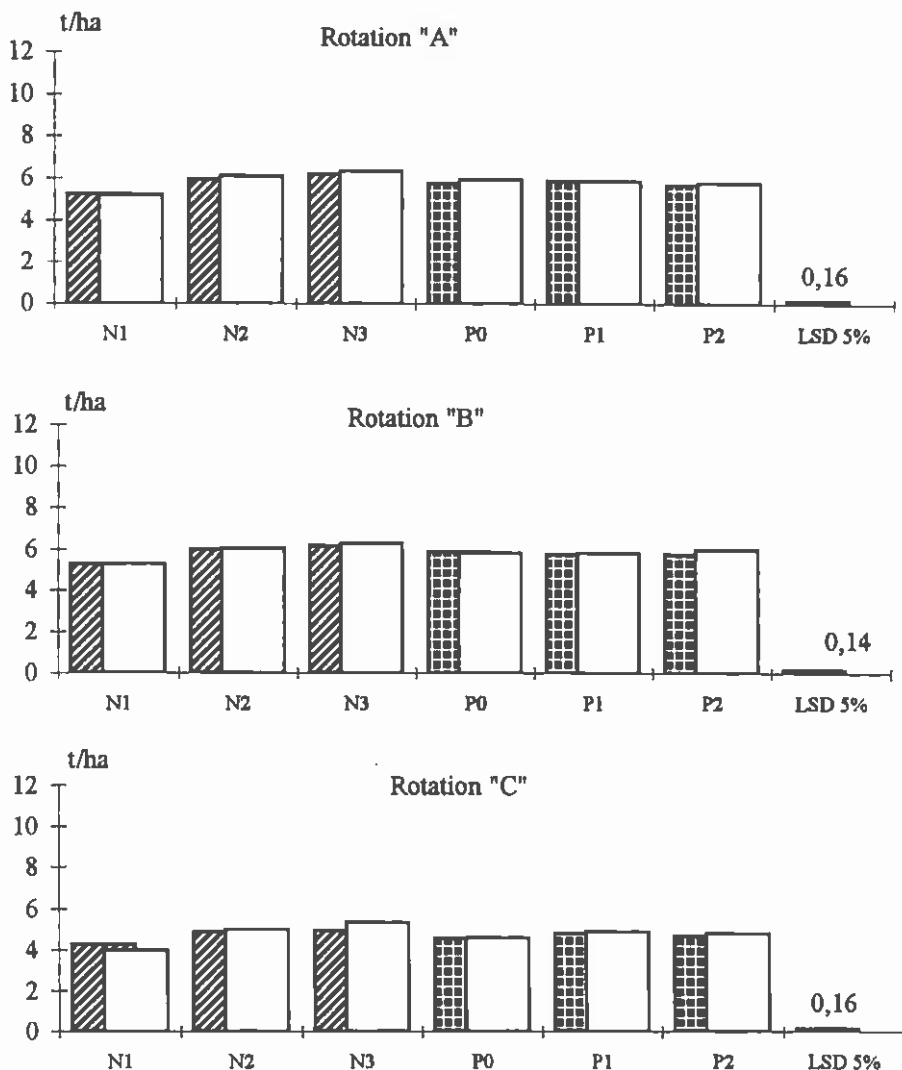 t/ha
Rotation "A"
12
10
8
6
4
2
0
0,16
N1 N2 N3 P0 P1 P2 LSD 5%
t/ha
Rotation "B"
12
10
8
6
4
2
0
0,14
N1 N2 N3 P0 P1 P2 LSD 5%
t/ha
Rotation "C"
12
10
8
6
4
2
0
0,16
N1 N2 N3 P0 P1 P2 LSD 5%